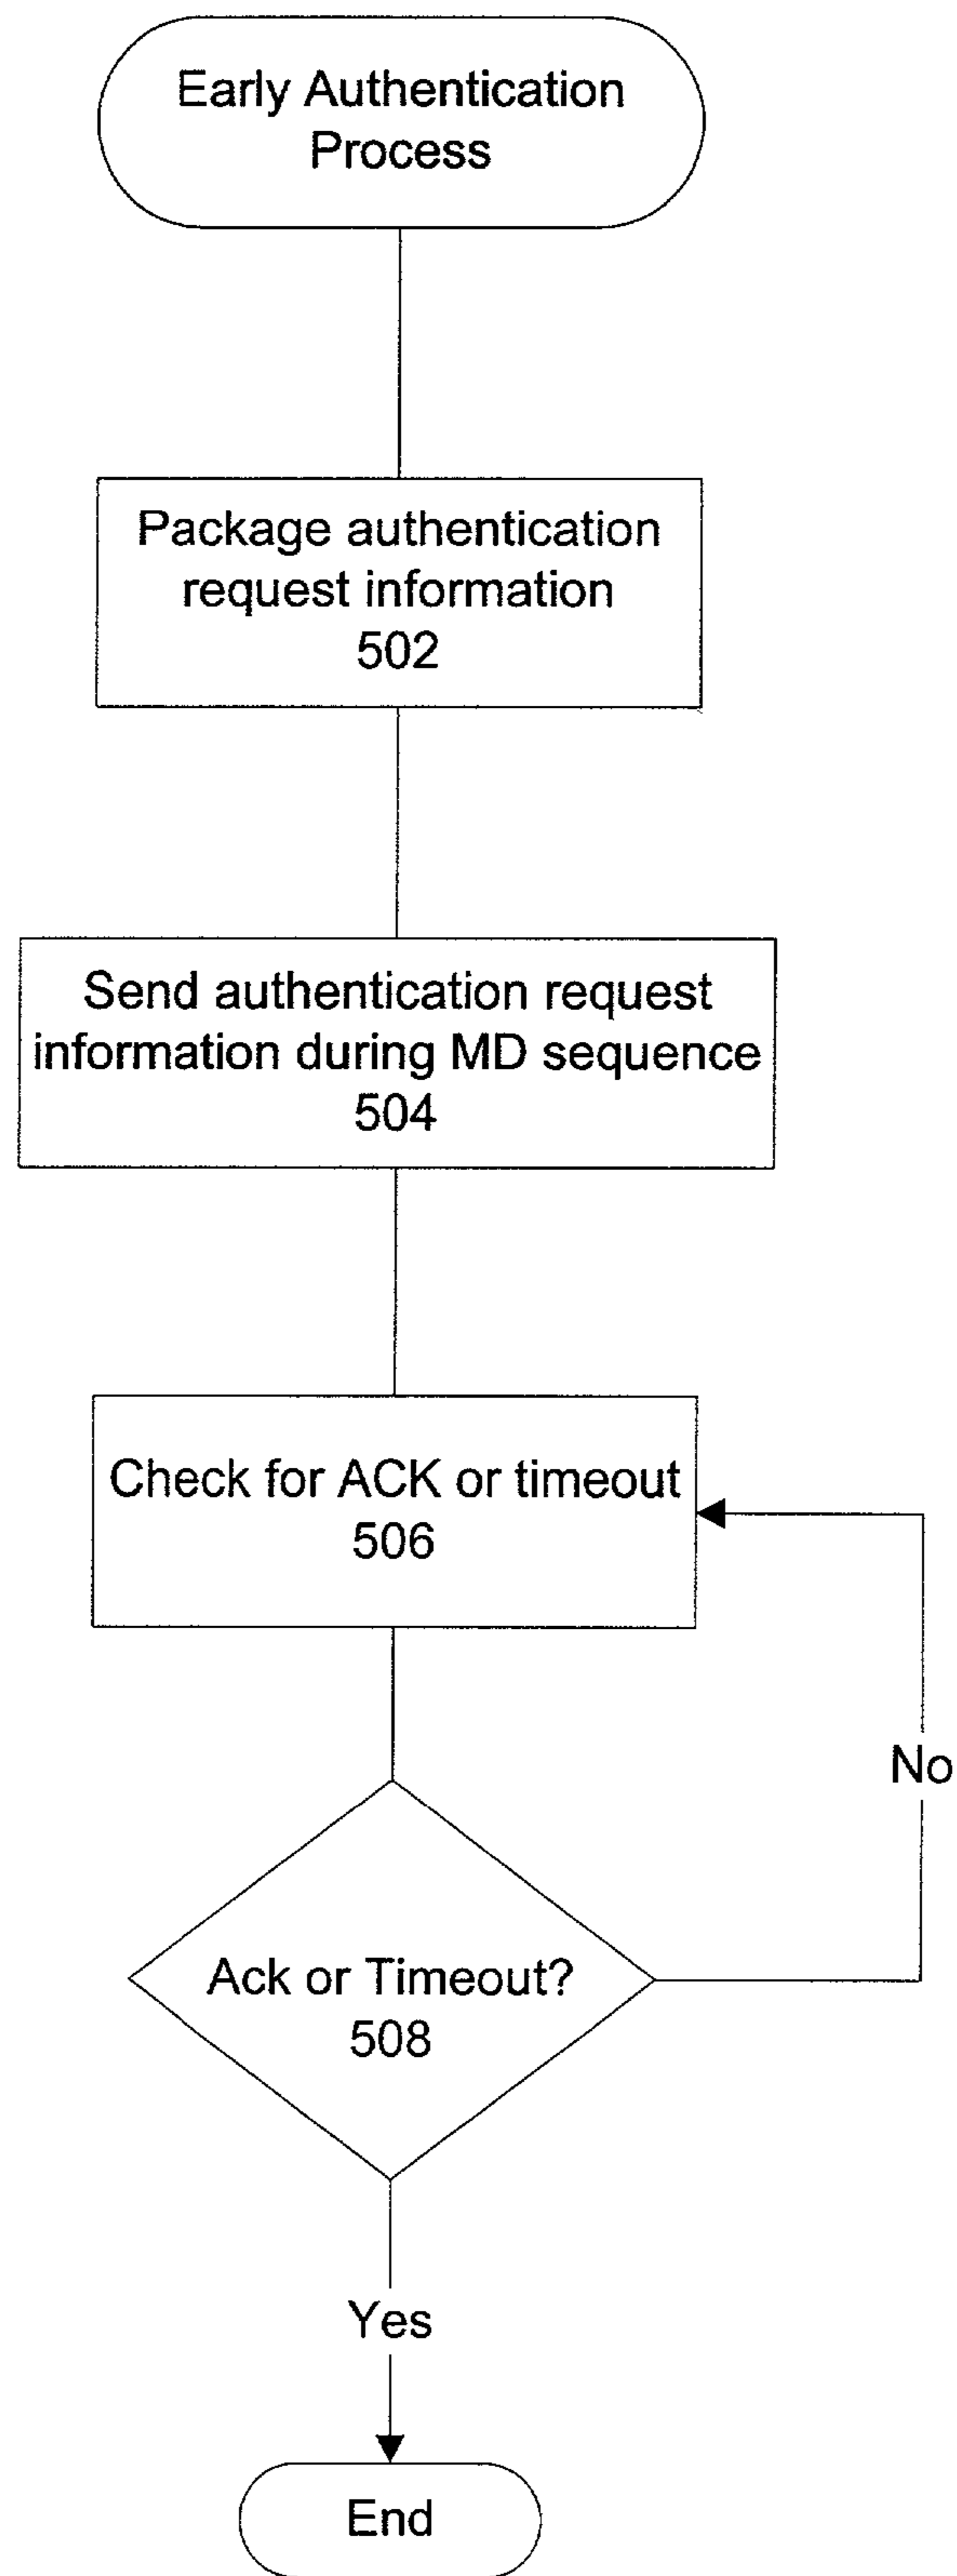 Early Authentication
Process
Package authentication
request information
502
Send authentication request
information during MD sequence
504
Check for ACK or timeout
506
No
Ack or Timeout?
508
Yes
End